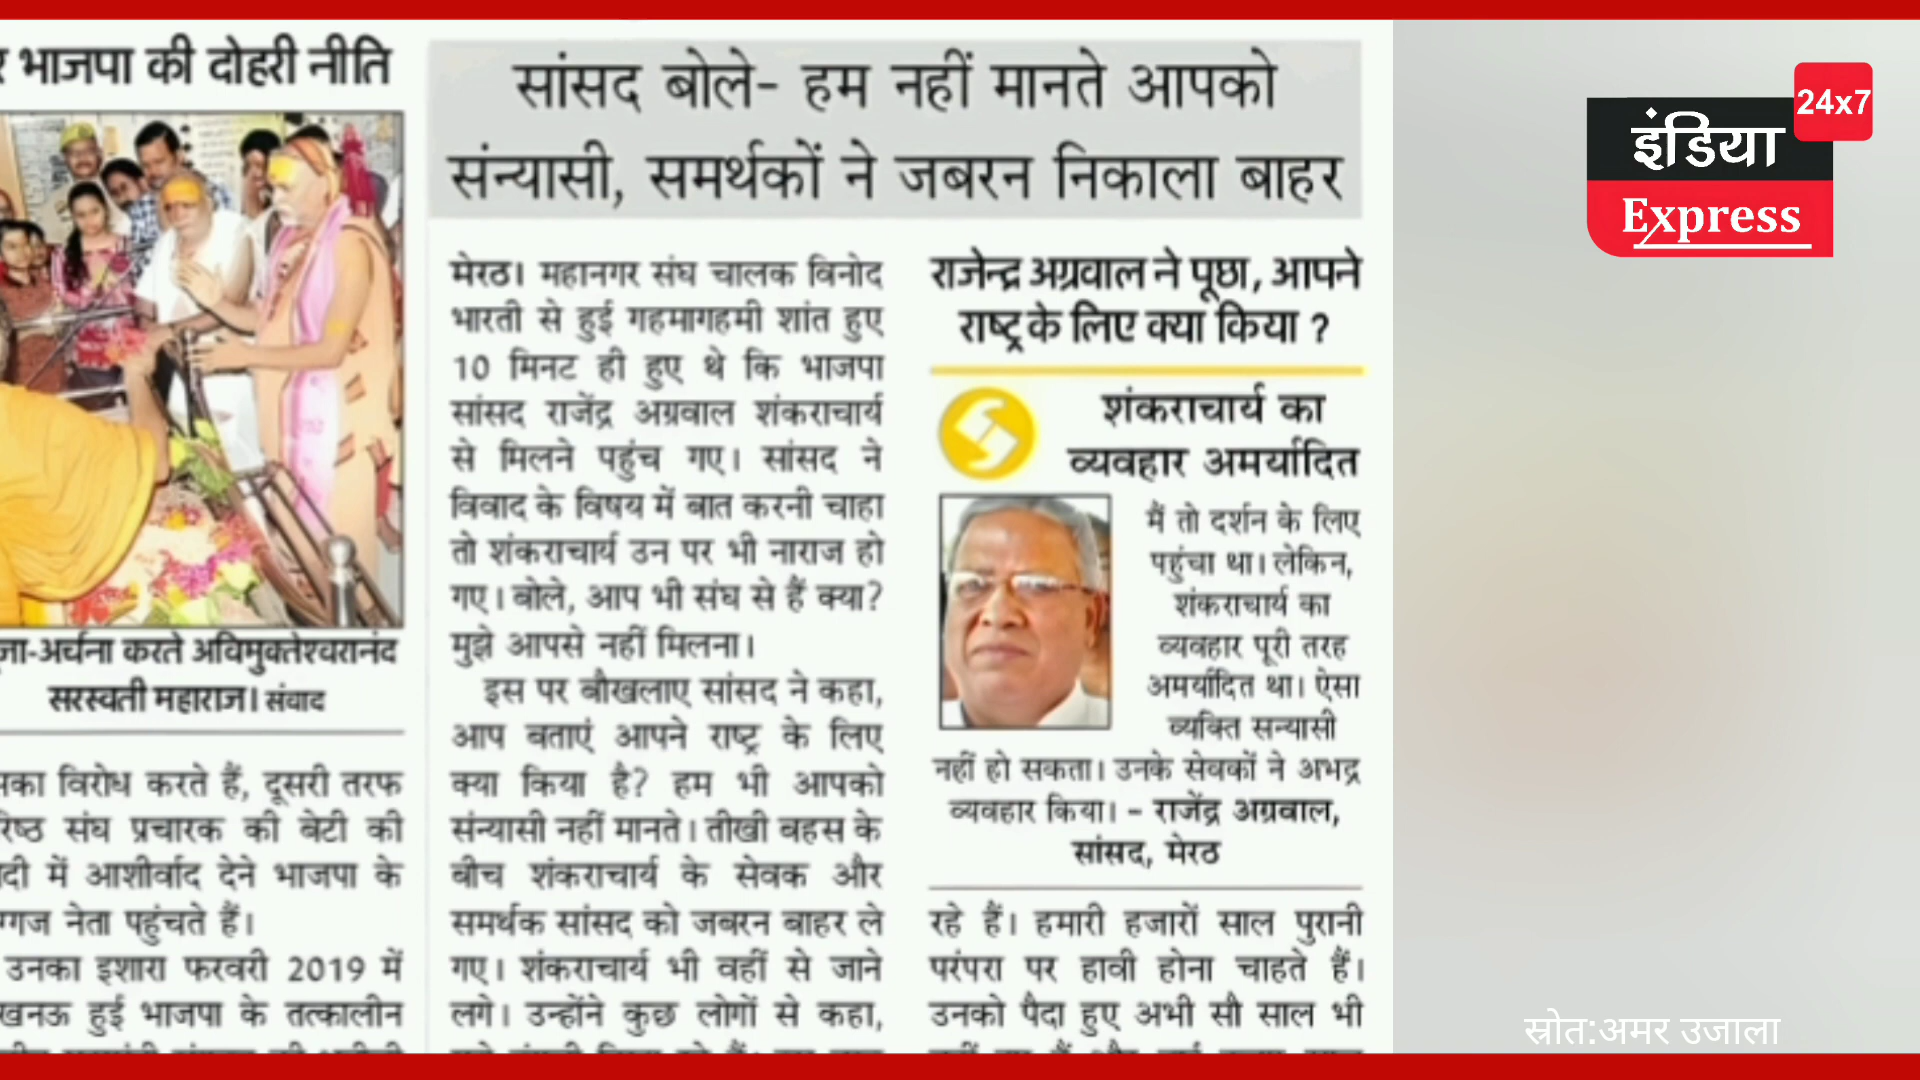 भाजपा की दोहरी नीति
-अर्चना करते अविमुक्तेश्वरानंद
सरस्वती महाराज। संवाद
विरोध करते हैं, दूसरी तरफ
संघ प्रचारक की बेटी की
में आशीर्वाद देने भाजपा के
नेता पहुंचते हैं।
उनका इशारा फरवरी 2019 में
हुई भाजपा के तत्कालीन
सांसद बोले- हम नहीं मानते आपको
संन्यासी, समर्थकों ने जबरन निकाला बाहर
मेरठ। महानगर संघ चालक विनोद
भारती से हुई गहमागहमी शांत हुए
10 मिनट ही हुए थे कि भाजपा
सांसद राजेंद्र अग्रवाल शंकराचार्य
से मिलने पहुंच गए। सांसद ने
विवाद के विषय में बात करनी चाहा
तो शंकराचार्य उन पर भी नाराज हो
गए। बोले, आप भी संघ से हैं क्या?
मुझे आपसे नहीं मिलना।
इस पर बौखलाए सांसद ने कहा,
आप बताएं आपने राष्ट्र के लिए
क्या किया है? हम भी आपको
संन्यासी नहीं मानते। तीखी बहस के
बीच शंकराचार्य के सेवक और
समर्थक सांसद को जबरन बाहर ले
गए। शंकराचार्य भी वहीं से जाने
लगे। उन्होंने कुछ लोगों से कहा,
राजेन्द्र अग्रवाल ने पूछा, आपने
राष्ट्र के लिए क्या किया ?
शंकराचार्य का
व्यवहार अमर्यादित
मैं तो दर्शन के लिए
पहुंचा था। लेकिन,
शंकराचार्य का
व्यवहार पूरी तरह
अमर्यादित था। ऐसा
व्यक्ति सन्यासी
नहीं हो सकता। उनके सेवकों ने अभद्र
व्यवहार किया। - राजेंद्र अग्रवाल,
सांसद, मेरठ
रहे हैं। हमारी हजारों साल पुरानी
परंपरा पर हावी होना चाहते हैं।
उनको पैदा हुए अभी सौ साल भी
इंडिया
24x7
Express
स्रोत:अमर उजाला